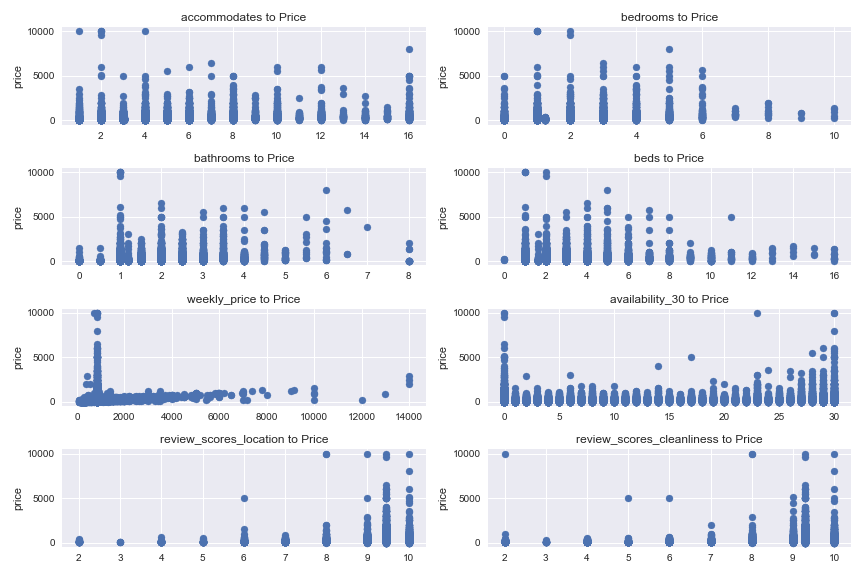 accommodates to Price
price
10000
5000
0
2 4 6 8 10 12 14 16
bedrooms to Price
price
10000
5000
0
0 2 4 6 8 10
bathrooms to Price
price
10000
5000
0
0 1 2 3 4 5 6 7 8
beds to Price
price
10000
5000
0
0 2 4 6 8 10 12 14 16
weekly_price to Price
price
10000
5000
0
0 2000 4000 6000 8000 10000 12000 14000
availability_30 to Price
price
10000
5000
0
0 5 10 15 20 25 30
review_scores_location to Price
price
10000
5000
0
2 3 4 5 6 7 8 9 10
review_scores_cleanliness to Price
price
10000
5000
0
2 3 4 5 6 7 8 9 10